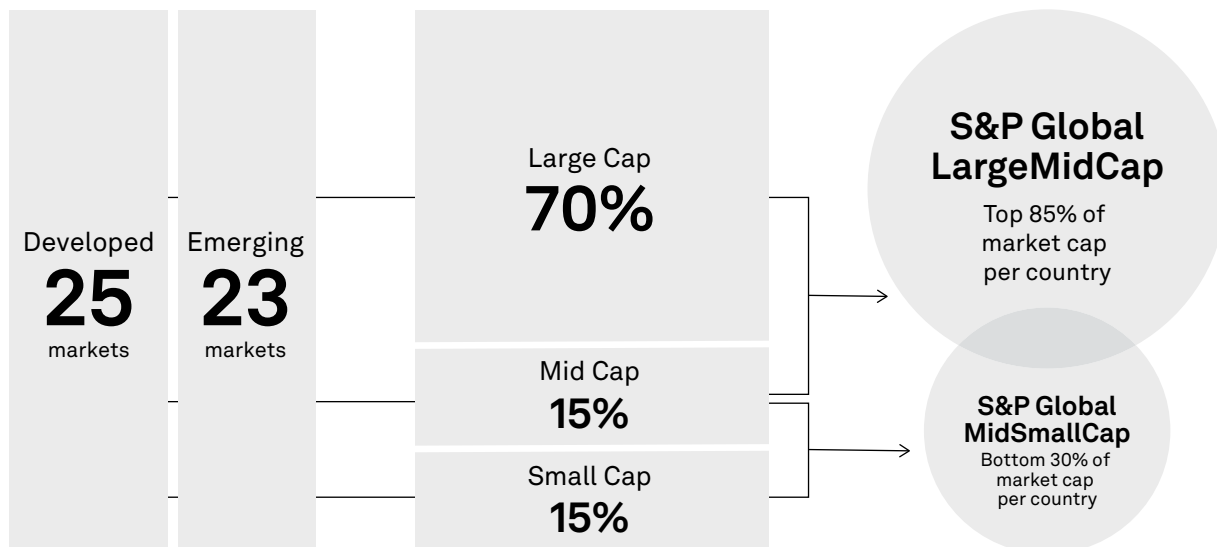 Developed
25
markets
Emerging
23
markets
Large Cap
70%
Mid Cap
15%
Small Cap
15%
S&P Global
LargeMidCap
Top 85% of
market cap
per country
S&P Global
MidSmallCap
Bottom 30% of
market cap
per country